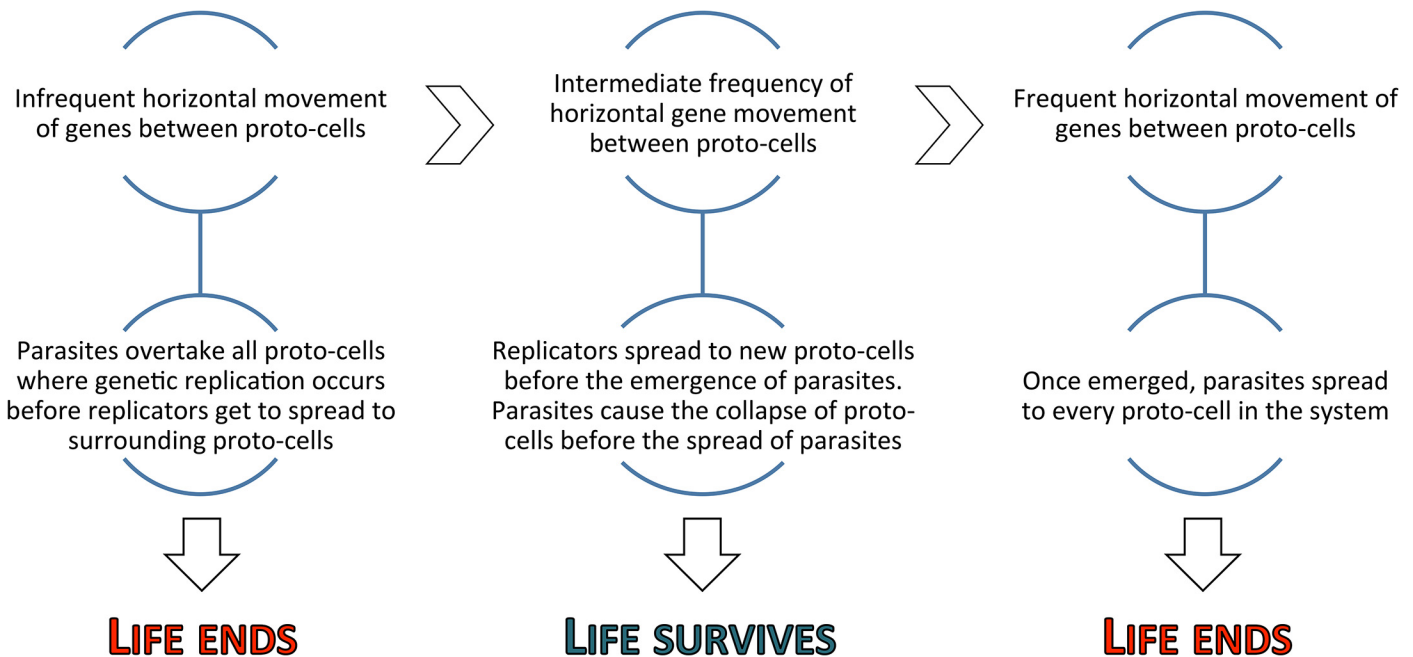 Infrequent horizontal movement
of genes between proto-cells
Intermediate frequency of
horizontal gene movement
between proto-cells
Frequent horizontal movement of
genes between proto-cells
Parasites overtake all proto-cells
where genetic replication occurs
before replicators get to spread to
surrounding proto-cells
Replicators spread to new proto-cells
before the emergence of parasites.
Parasites cause the collapse of proto-
cells before the spread of parasites
Once emerged, parasites spread
to every proto-cell in the system
LIFE ENDS
LIFE SURVIVES
LIFE ENDS